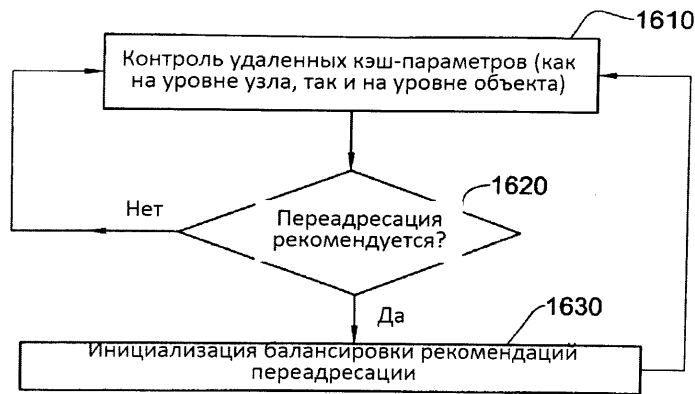 1610
Контроль удаленных кэш-параметров (как
на уровне узла, так и на уровне объекта)
1620
Нет
Переадресация
рекомендуется?
Да
1630
Инициализация балансировки рекомендаций
переадресации